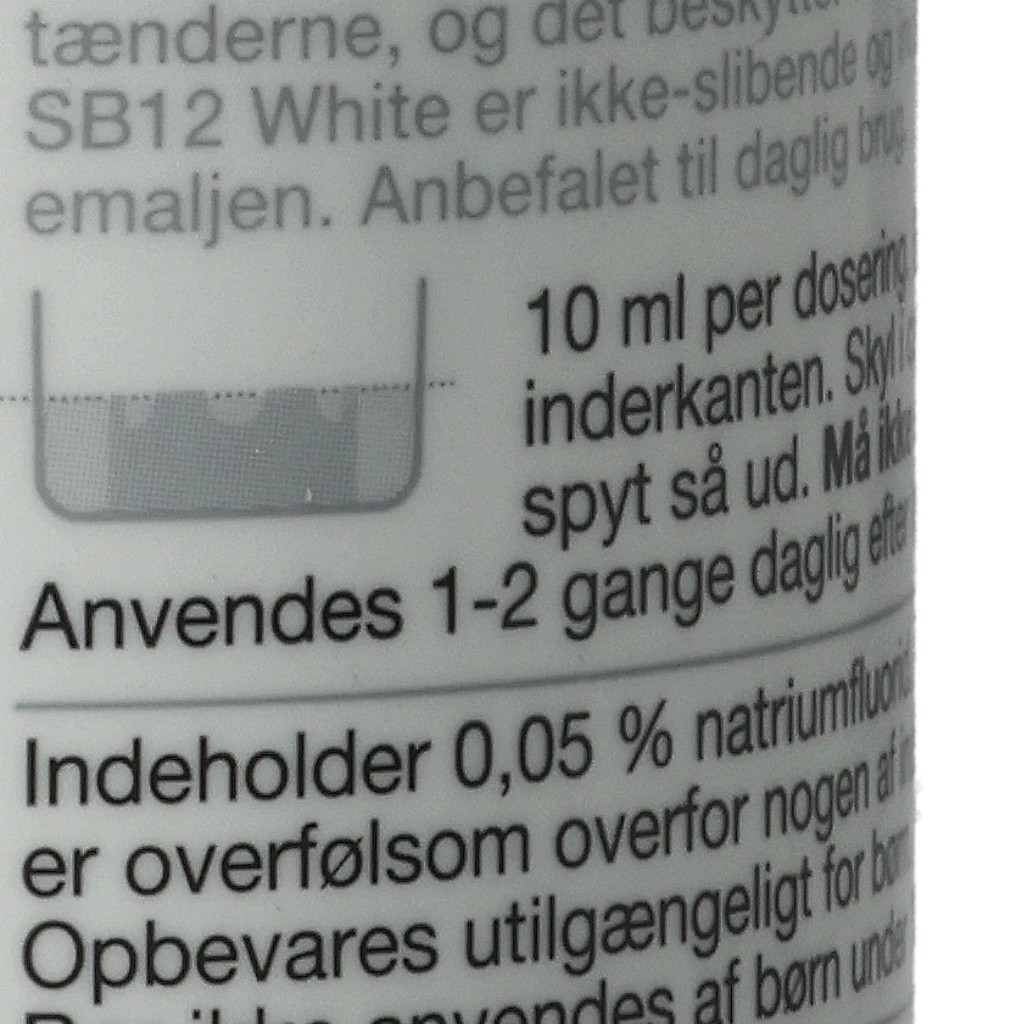 tænderne, og det
SB12 White er ikke-slibende og
emaljen. Anbefalet til daglig brug
10 ml per dosering
inderkanten. Skyl i
spyt så ud. Må ikke
Anvendes 1-2 gange daglig efter
Indeholder 0,05 % natriumfluorid
er overfølsom overfor nogen af
Opbevares utilgængeligt for børn
anvendes af børn under